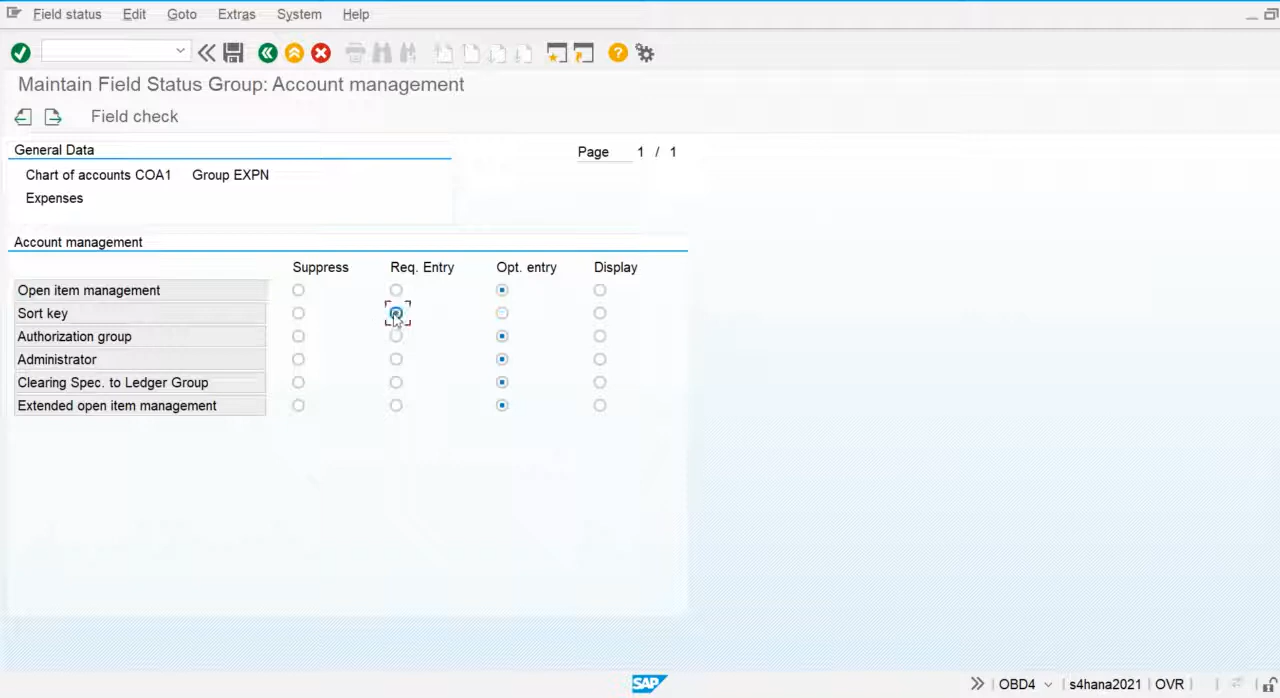 Field status Edit Goto Extras System Help
Maintain Field Status Group: Account management
Field check
General Data Page 1 / 1
Chart of accounts COA1 Group EXPN
Expenses
Account management
Suppress Req. Entry Opt. entry Display
Open item management
Sort key
Authorization group
Administrator
Clearing Spec. to Ledger Group
Extended open item management
SAP OBD4 s4hana2021 OVR